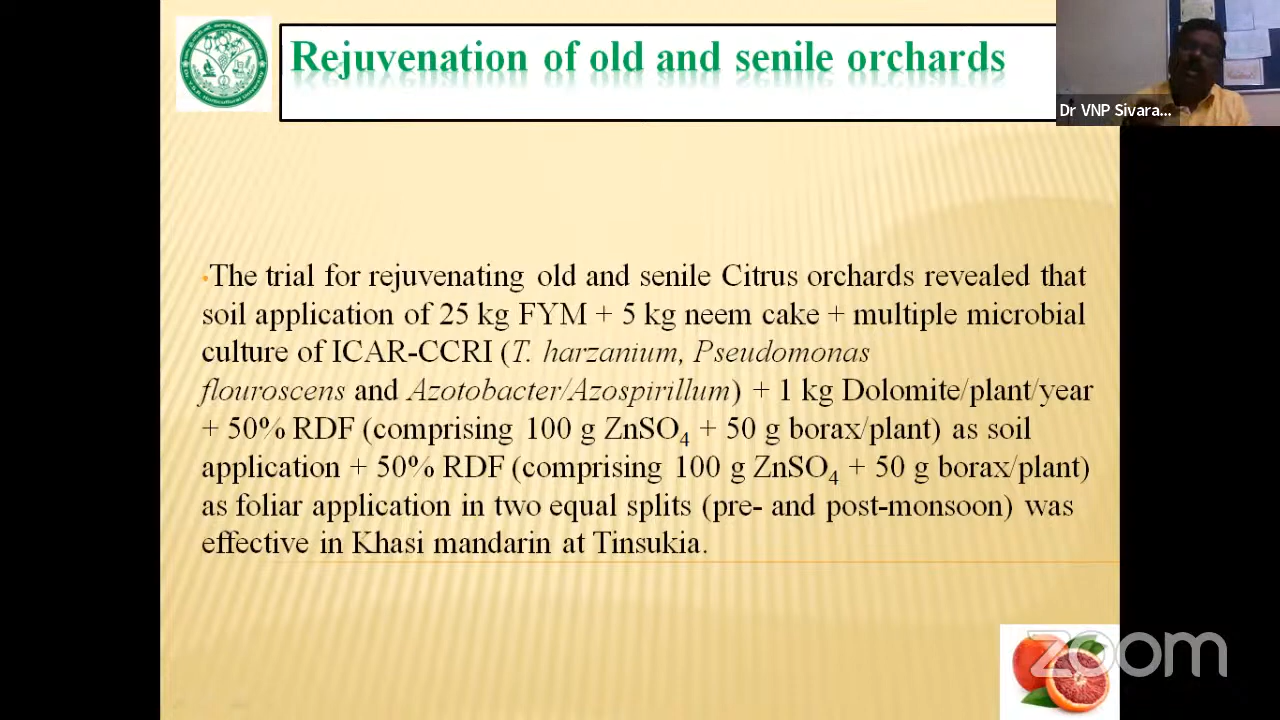 Rejuvenation of old and senile orchards
Dr VNP Sivara...
•The trial for rejuvenating old and senile Citrus orchards revealed that
soil application of 25 kg FYM + 5 kg neem cake + multiple microbial
culture of ICAR-CCRI (T. harzanium, Pseudomonas
flouroscens and Azotobacter/Azospirillum) + 1 kg Dolomite/plant/year
+ 50% RDF (comprising 100 g ZnSO₄ + 50 g borax/plant) as soil
application + 50% RDF (comprising 100 g ZnSO₄ + 50 g borax/plant)
as foliar application in two equal splits (pre- and post-monsoon) was
effective in Khasi mandarin at Tinsukia.
zoom